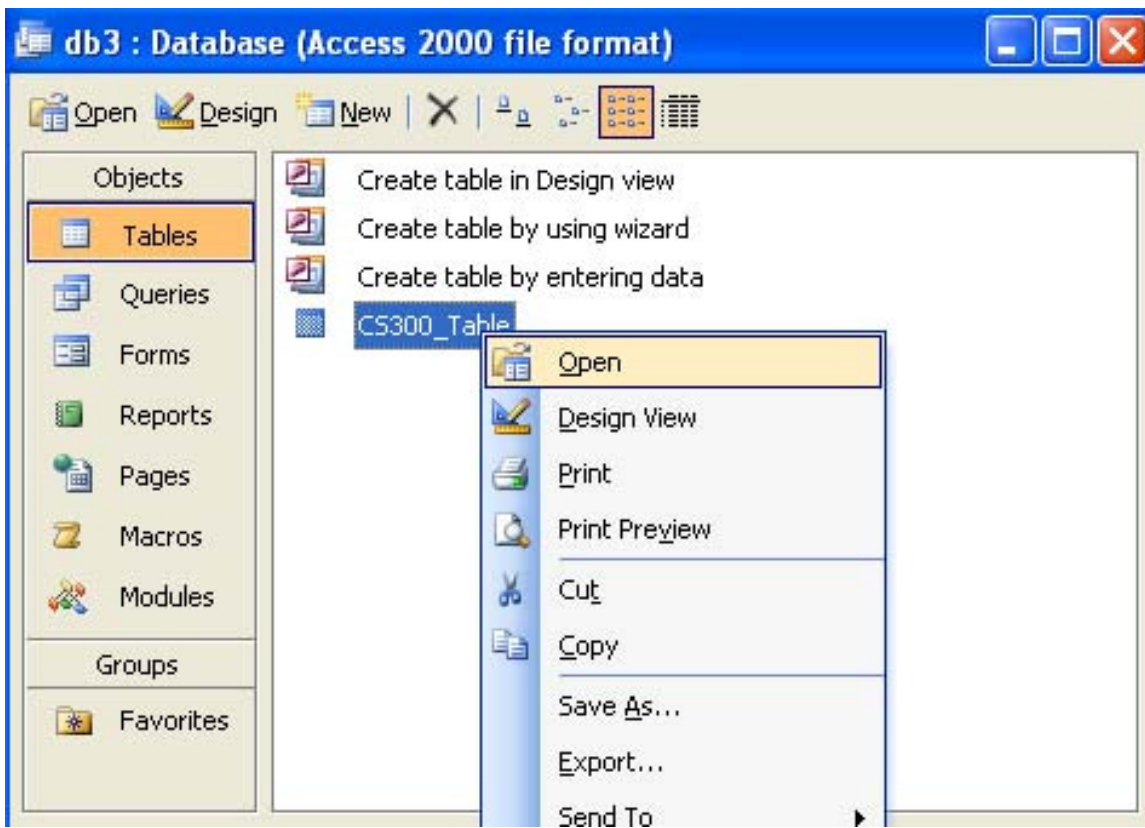 db3 : Database (Access 2000 file format)
Open Design New
Objects
Tables
Queries
Forms
Reports
Pages
Macros
Modules
Groups
Favorites
Create table in Design view
Create table by using wizard
Create table by entering data
CS300_Table
Open
Design View
Print
Print Preview
Cut
Copy
Save As...
Export...
Send To